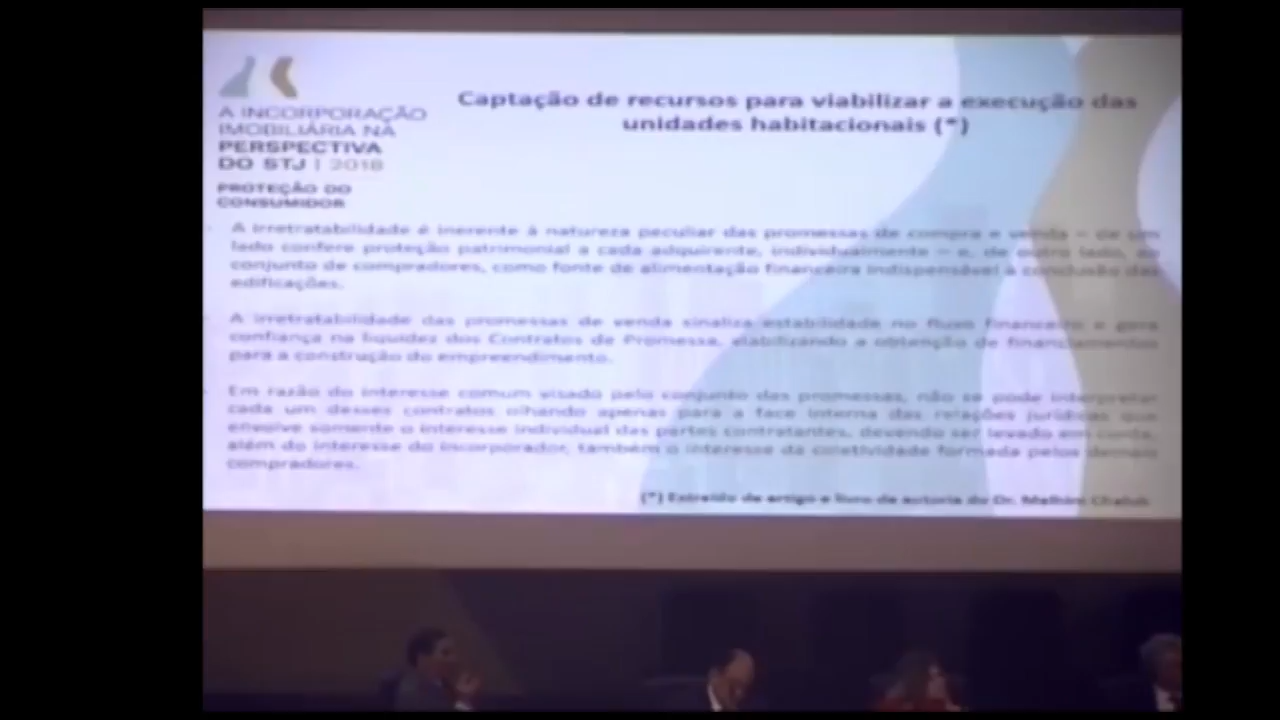 A INCORPORAÇÃO
IMOBILIÁRIA NA
PERSPECTIVA
DO STJ | 2018
PROTEÇÃO DO
CONSUMIDOR
Captação de recursos para viabilizar a execução das
unidades habitacionais (*)
A irretratabilidade é inerente à natureza peculiar das promessas de compra e venda – de um
lado confere proteção patrimonial a cada adquirente, individualmente – e, de outro lado, ao
conjunto de compradores, como fonte de alimentação financeira indispensável à conclusão das
edificações.
A irretratabilidade das promessas de venda sinaliza estabilidade no fluxo financeiro e gera
confiança na liquidez dos Contratos de Promessa, viabilizando a obtenção de financiamentos
para a construção do empreendimento.
Em razão do interesse comum visado pelo conjunto das promessas, não se pode interpretar
cada um desses contratos olhando apenas para a face interna das relações jurídicas que
envolve somente o interesse individual das partes contratantes, devendo ser levado em conta,
além do interesse do incorporador, também o interesse da coletividade formada pelos demais
compradores.
(*) Extraído de artigo e livro de autoria do Dr. Melhim Chalub